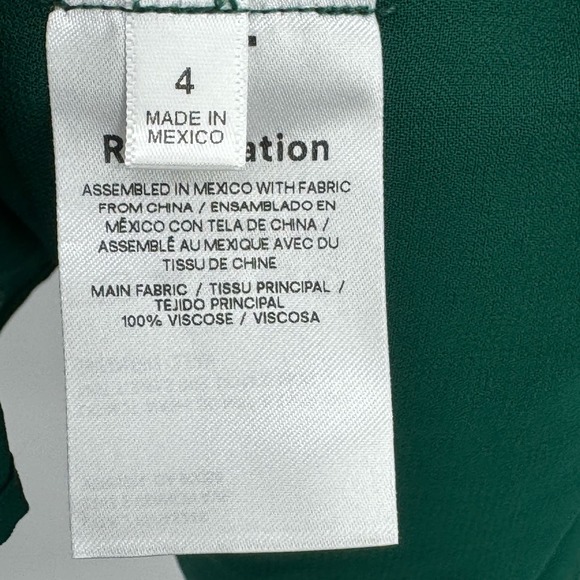 4
MADE IN
MEXICO
R ation
ASSEMBLED IN MEXICO WITH FABRIC
FROM CHINA / ENSAMBLADO EN
MÉXICO CON TELA DE CHINA /
ASSEMBLÉ AU MEXIQUE AVEC DU
TISSU DE CHINE
MAIN FABRIC / TISSU PRINCIPAL /
TEJIDO PRINCIPAL
100% VISCOSE / VISCOSA